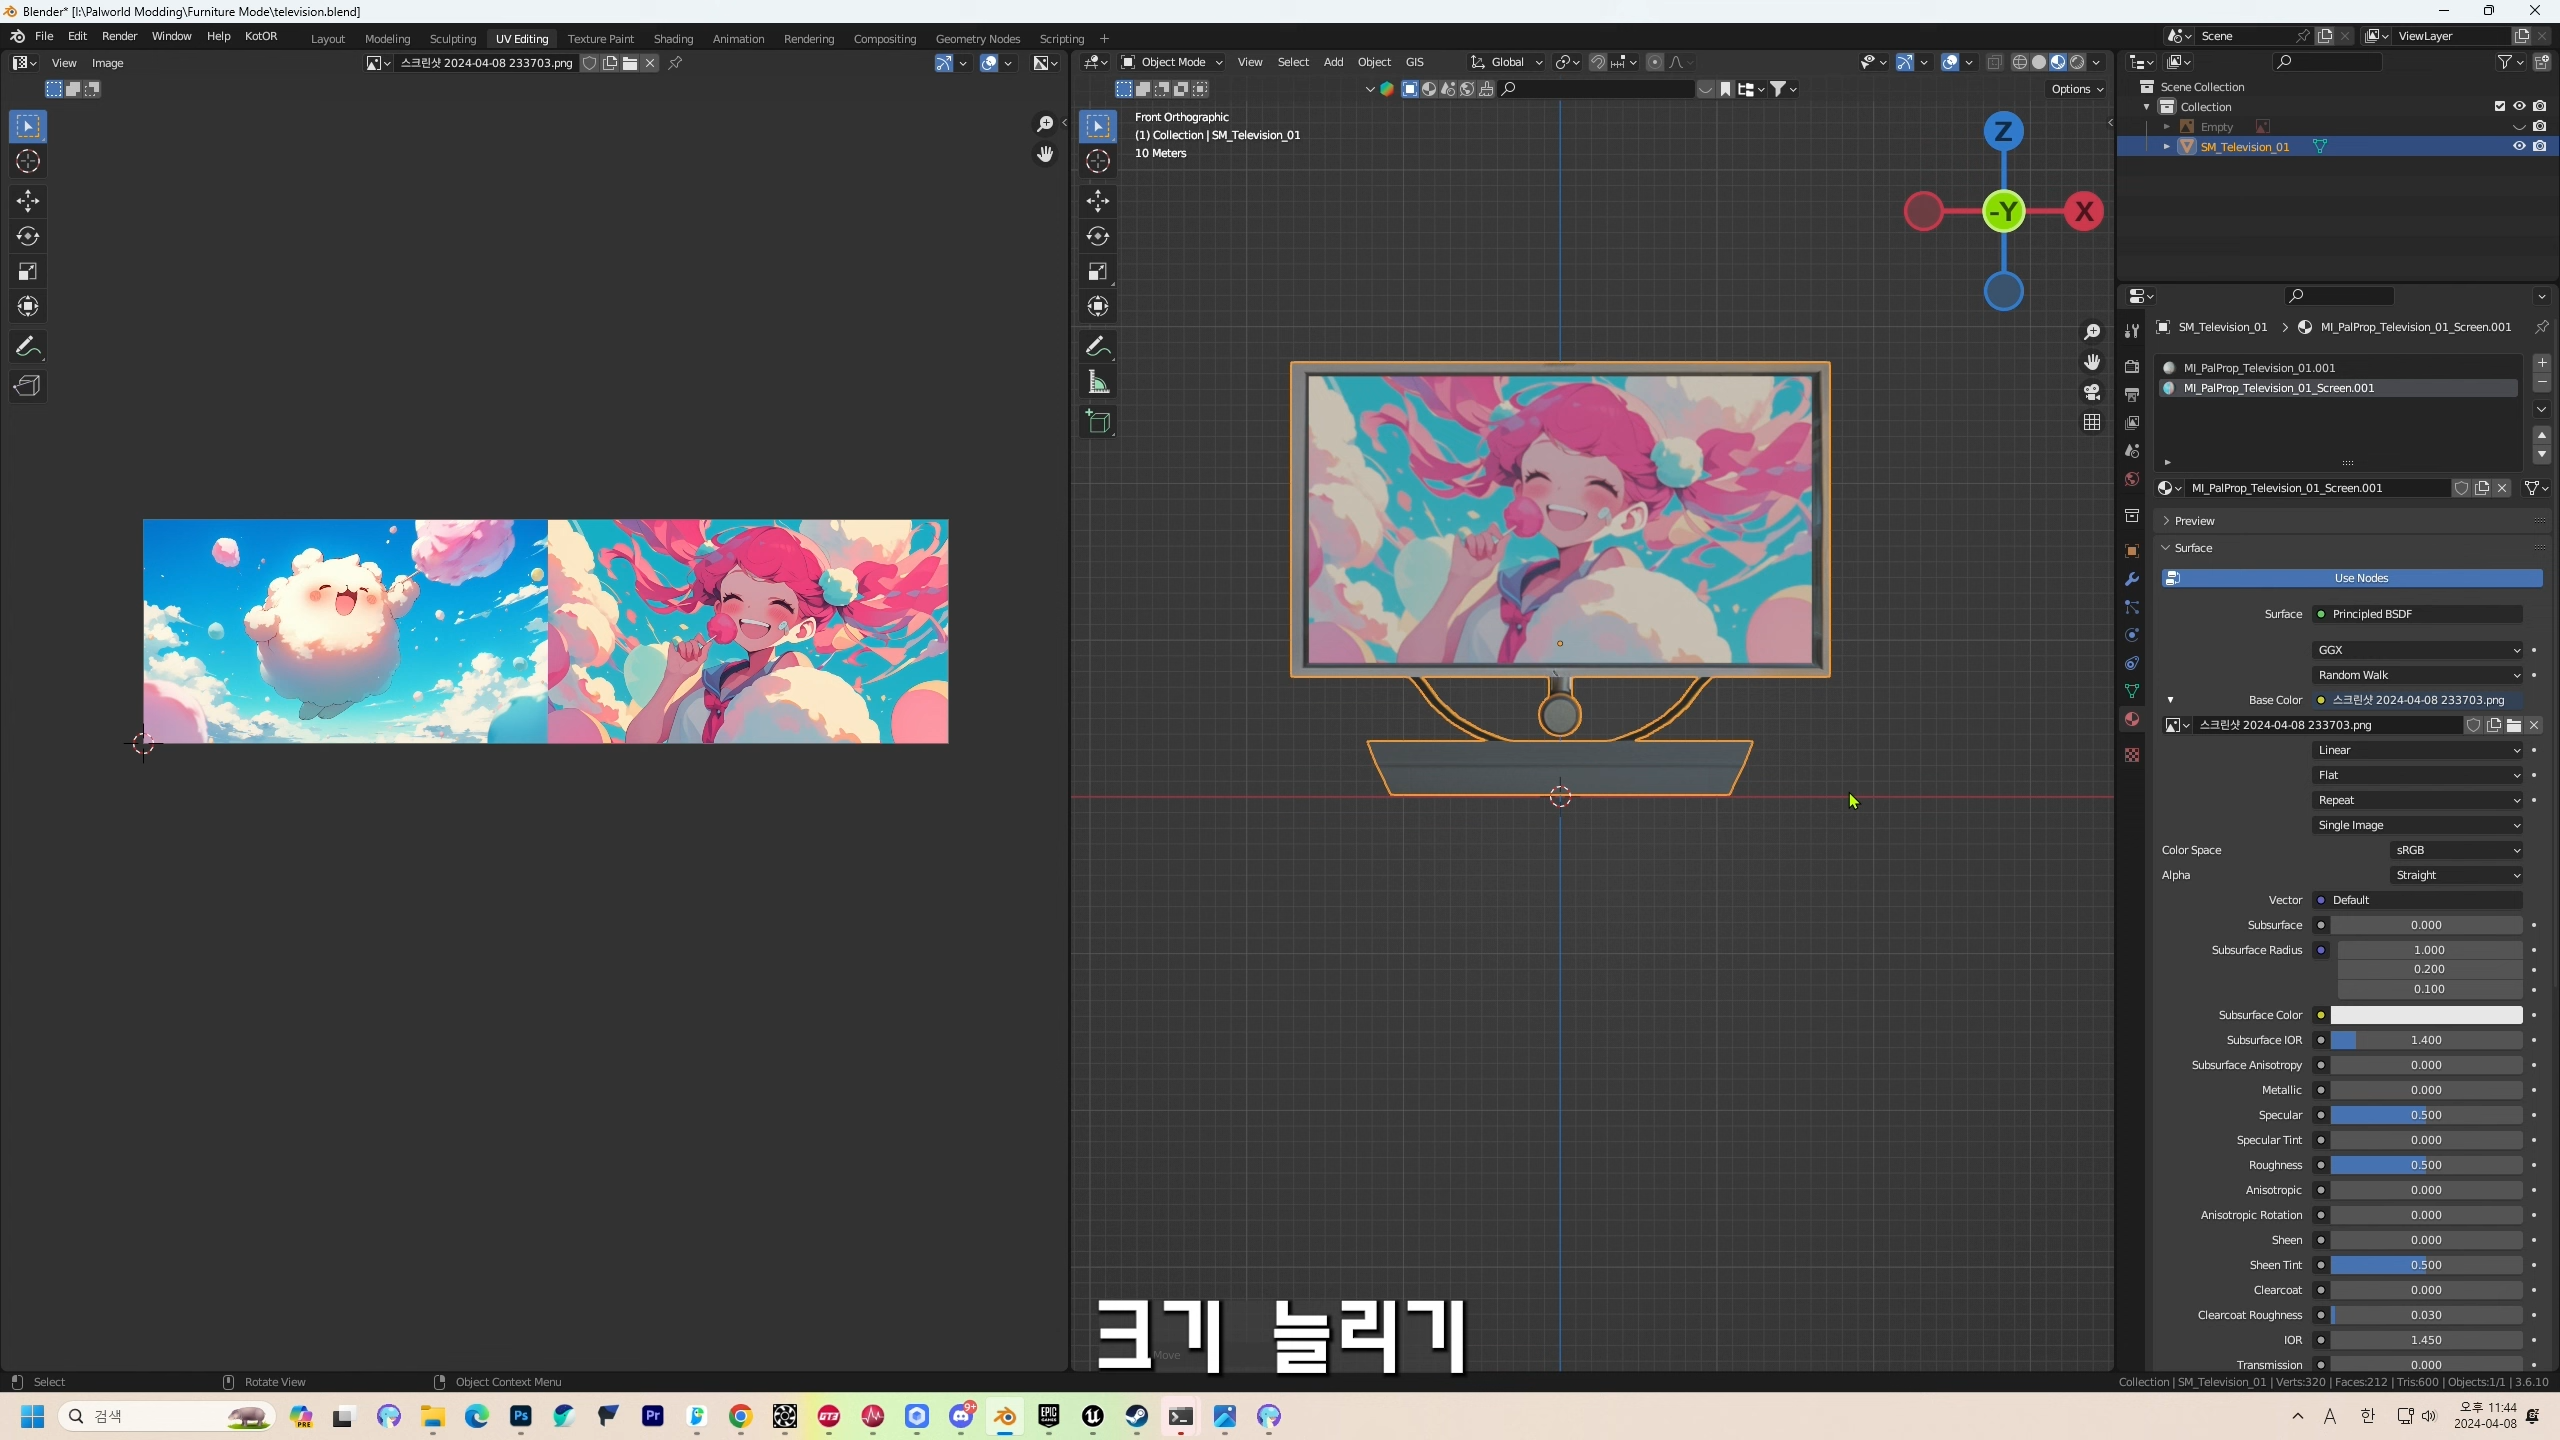 Blender* [I:\Palworld Modding\Furniture Mode\television.blend]
File Edit Render Window Help KotOR
Layout Modeling Sculpting UV Editing Texture Paint Shading Animation Rendering Compositing Geometry Nodes Scripting +
Scene
ViewLayer
View Image
스크린샷 2024-04-08 233703.png
Object Mode View Select Add Object GIS
Global
Options
Front Orthographic
(1) Collection | SM_Television_01
10 Meters
Z
-Y
X
Scene Collection
Collection
Empty
SM_Television_01
SM_Television_01 > MI_PalProp_Television_01_Screen.001
MI_PalProp_Television_01.001
MI_PalProp_Television_01_Screen.001
MI_PalProp_Television_01_Screen.001
Preview
Surface
Use Nodes
Surface Principled BSDF
GGX
Random Walk
Base Color 스크린샷 2024-04-08 233703.png
스크린샷 2024-04-08 233703.png
Linear
Flat
Repeat
Single Image
Color Space sRGB
Alpha Straight
Vector Default
Subsurface 0.000
Subsurface Radius 1.000
0.200
0.100
Subsurface Color
Subsurface IOR 1.400
Subsurface Anisotropy 0.000
Metallic 0.000
Specular 0.500
Specular Tint 0.000
Roughness 0.500
Anisotropic 0.000
Anisotropic Rotation 0.000
Sheen 0.000
Sheen Tint 0.500
Clearcoat 0.000
Clearcoat Roughness 0.030
IOR 1.450
Transmission 0.000
크기 늘리기
Move
Select
Rotate View
Object Context Menu
Collection | SM_Television_01 | Verts:320 | Faces:212 | Tris:600 | Objects:1/1 | 3.6.10
검색
PRE
Ps
Pr
GT3
9+
EPIC GAMES
A
한
오후 11:44
2024-04-08